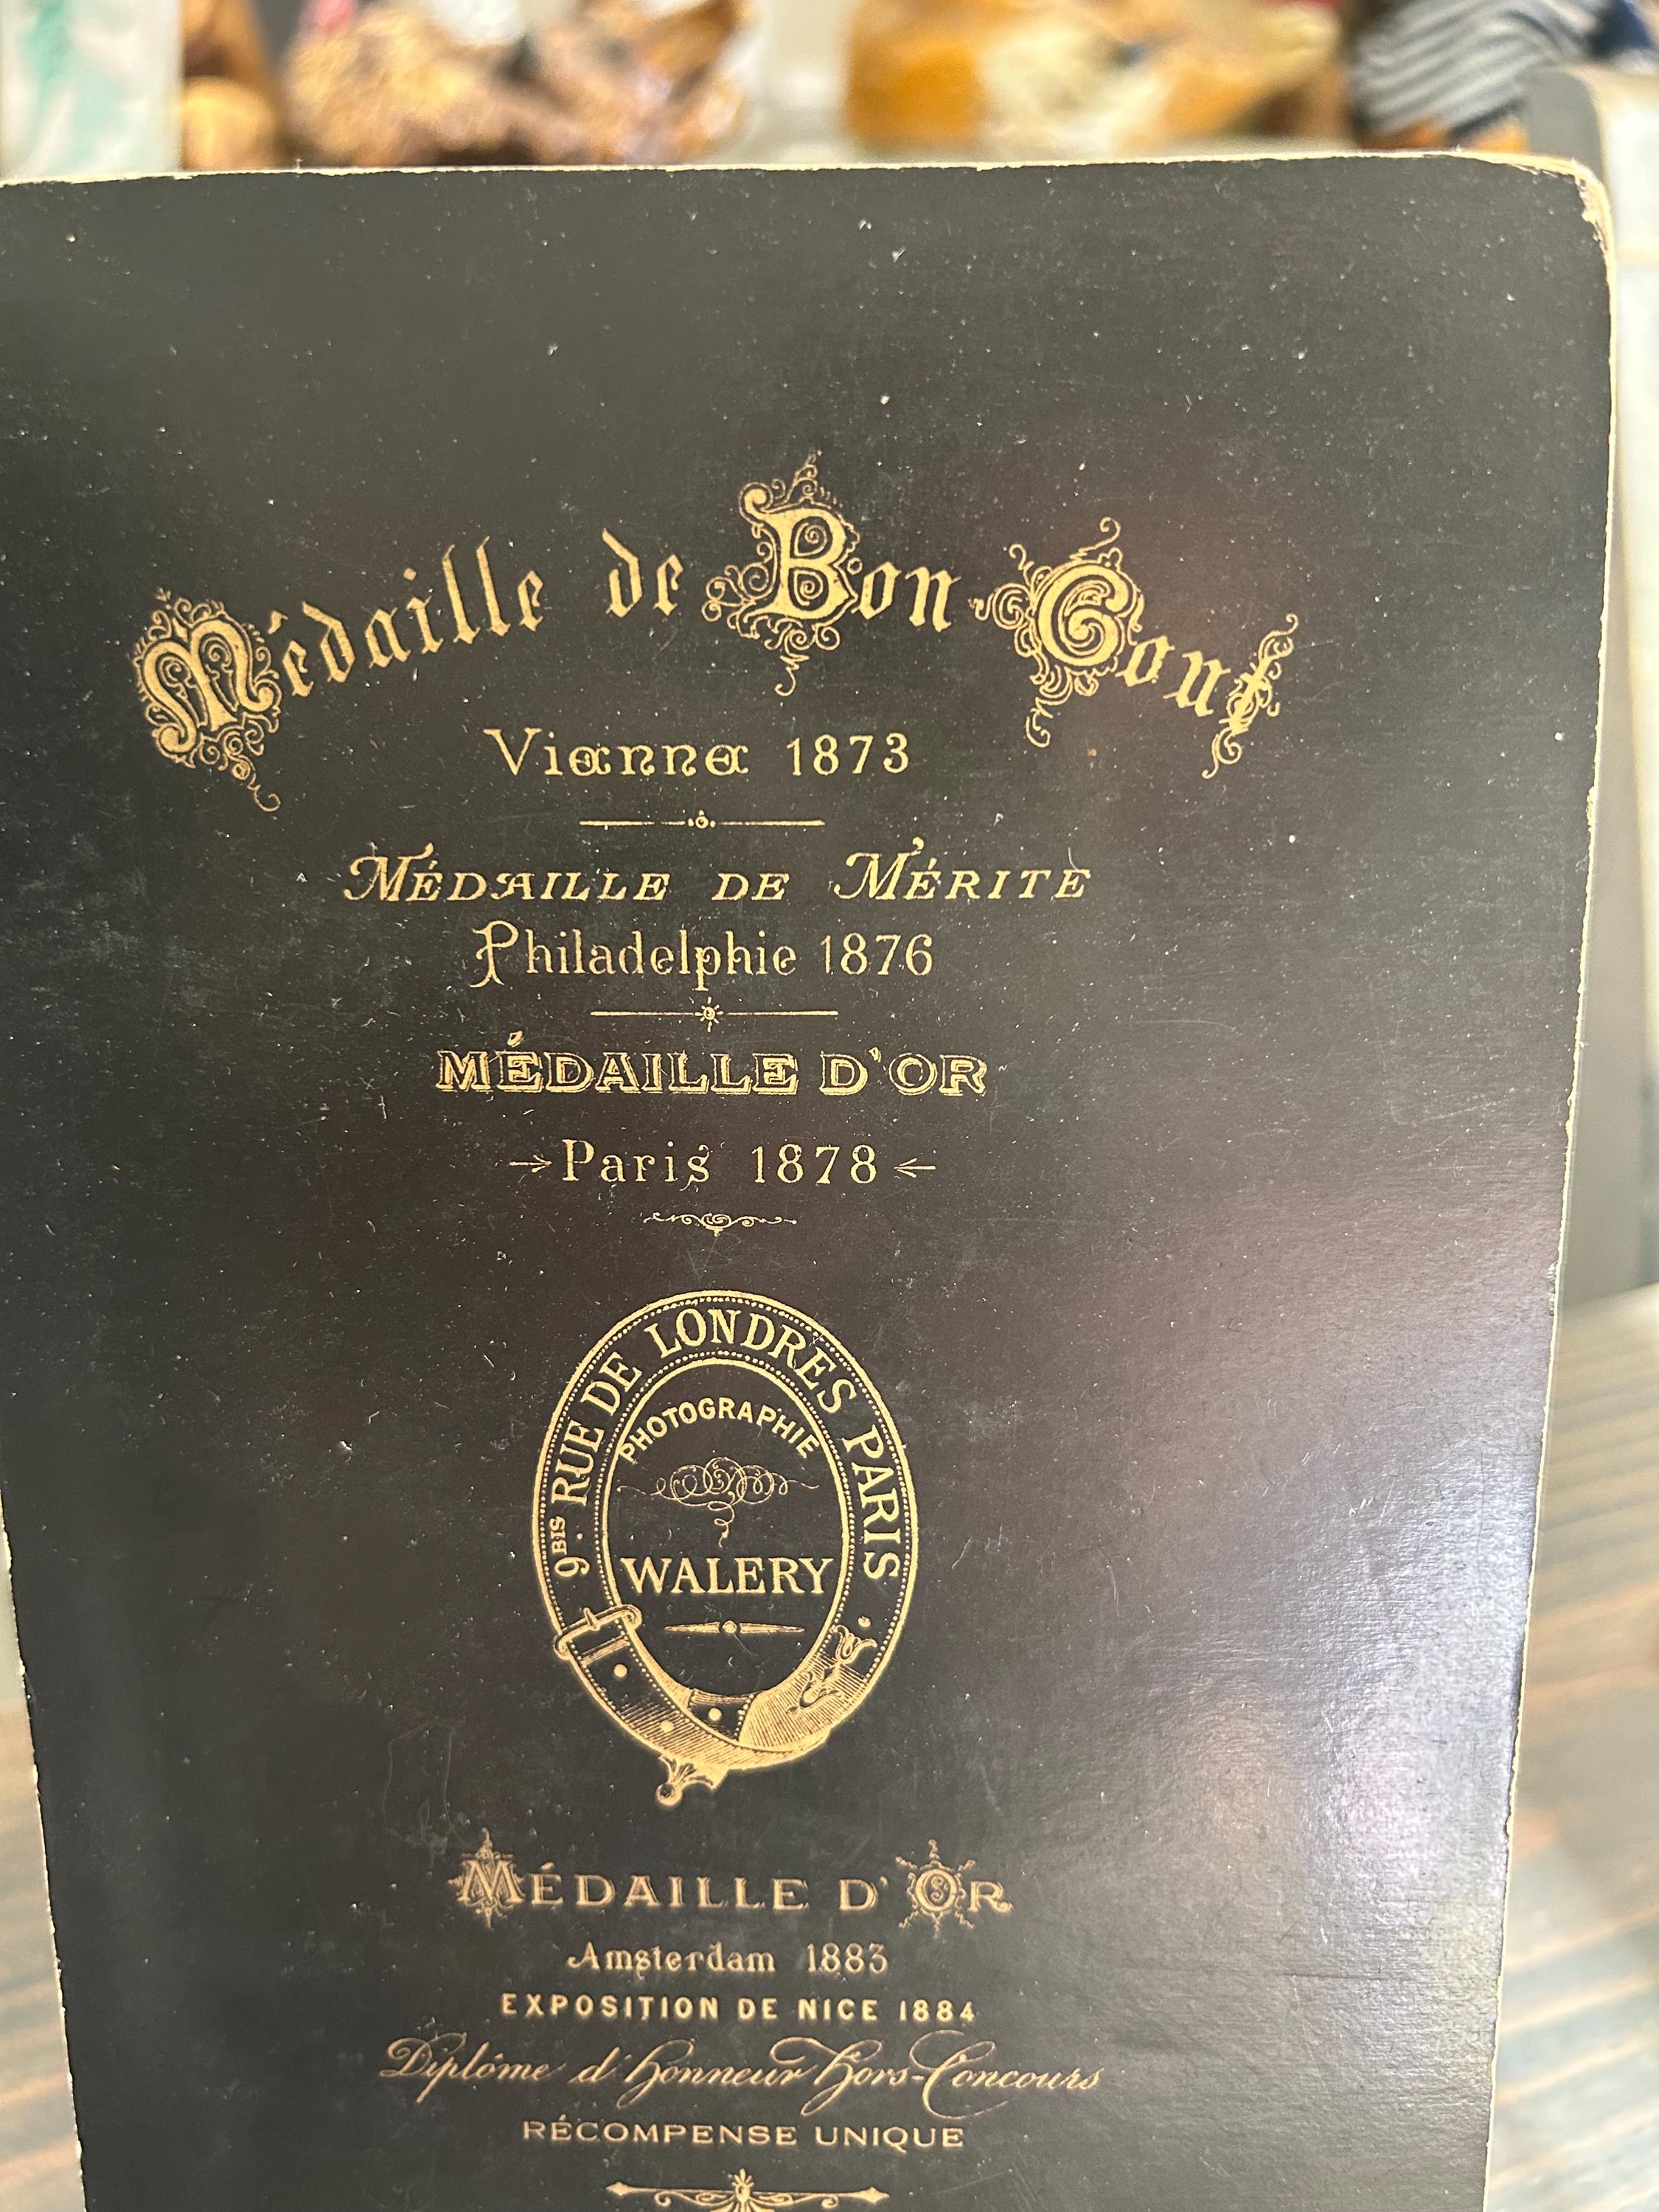 Médaille de Bon Gout
Vienne 1873
MÉDAILLE DE MÉRITE
Philadelphie 1876
MÉDAILLE D'OR
Paris 1878
9BIS. RUE DE LONDRES PARIS.
PHOTOGRAPHIE
WALERY
MÉDAILLE D'OR
Amsterdam 1883
EXPOSITION DE NICE 1884
Diplôme d'honneur Hors-Concours
RÉCOMPENSE UNIQUE